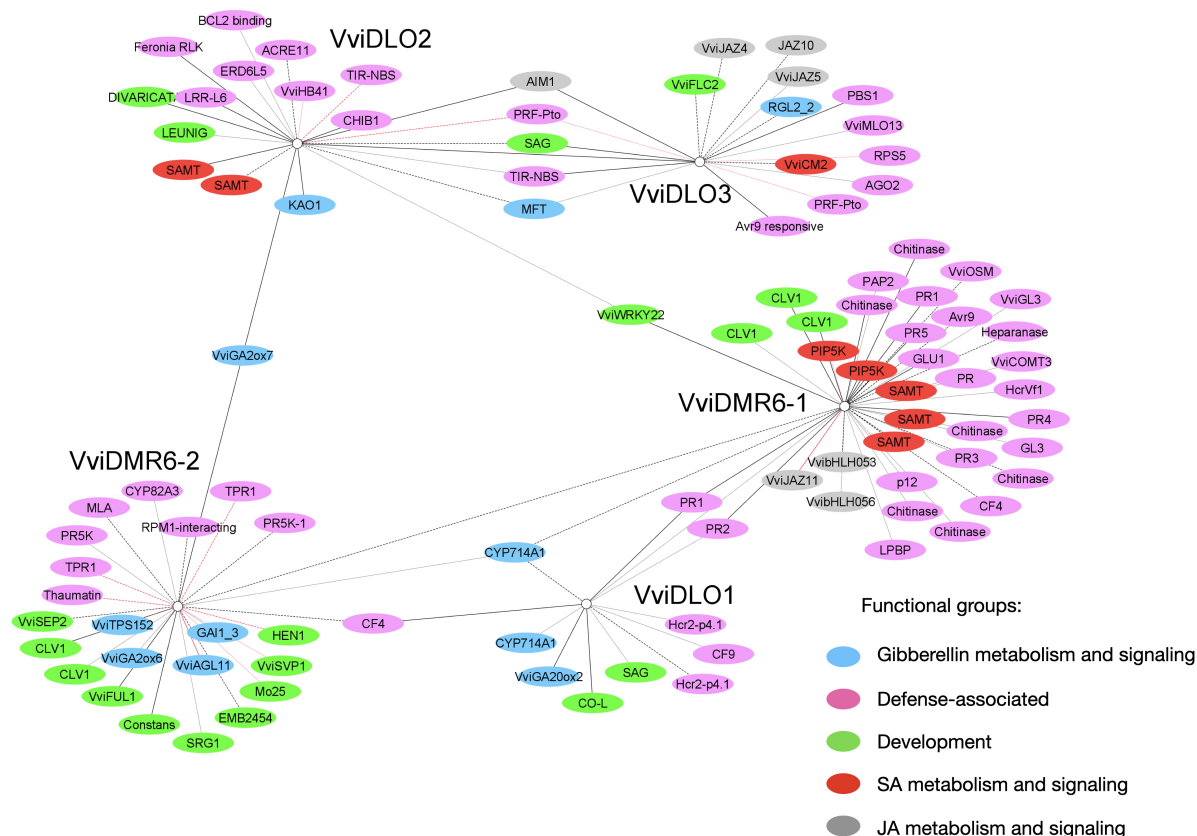 BCL2 binding
VviDLO2
Feronia RLK
ACRE11
ERD6L5
TIR-NBS
VviHB41
DIVARICAT
LRR-L6
CHIB1
LEUNIG
SAMT
SAMT
KAO1
AIM1
PRF-Pto
SAG
TIR-NBS
MFT
VviJAZ4
JAZ10
VviJAZ5
VviFLC2
RGL2_2
PBS1
VviMLO13
RPS5
VviCM2
AGO2
VviDLO3
PRF-Pto
Avr9 responsive
VviWRKY22
VviGA2ox7
Chitinase
VviOSM
PAP2
CLV1
Chitinase
PR1
VviGL3
CLV1
Avr9
CLV1
PR5
Heparanase
PIP5K
GLU1
VviCOMT3
PIP5K
PR
SAMT
HcrVf1
VviDMR6-1
SAMT
PR4
Chitinase
SAMT
GL3
PR3
VvibHLH053
Chitinase
VviJAZ11
p12
VvibHLH056
CF4
Chitinase
Chitinase
LPBP
PR1
PR2
CYP714A1
VviDMR6-2
CYP82A3
TPR1
MLA
RPM1-interacting
PR5K-1
PR5K
TPR1
Thaumatin
VviSEP2
VviTPS152
GAI1_3
HEN1
CLV1
VviGA2ox6
VviAGL11
VviSVP1
CLV1
Mo25
VviFUL1
EMB2454
Constans
SRG1
CF4
VviDLO1
Hcr2-p4.1
CYP714A1
CF9
VviGA20ox2
SAG
Hcr2-p4.1
CO-L
Functional groups:
Gibberellin metabolism and signaling
Defense-associated
Development
SA metabolism and signaling
JA metabolism and signaling